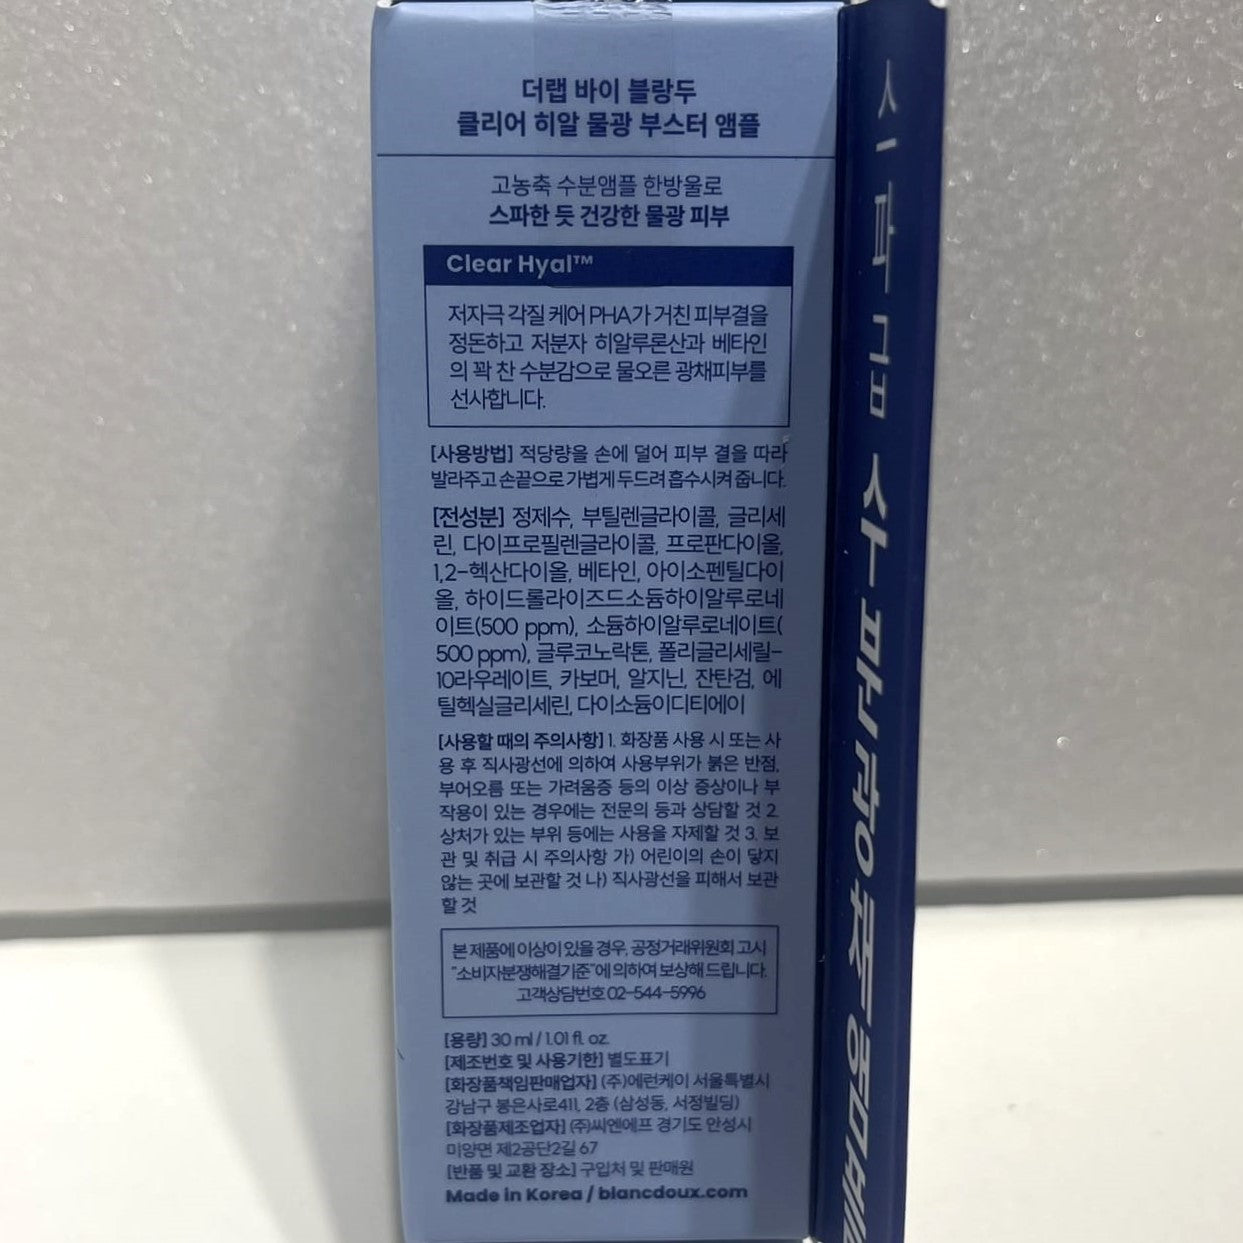 더랩 바이 블랑두
클리어 히알 물광 부스터 앰플
고농축 수분앰플 한방울로
스파한 듯 건강한 물광 피부
Clear Hyal™
저자극 각질 케어 PHA가 거친 피부결을
정돈하고 저분자 히알루론산과 베타인
의 꽉 찬 수분감으로 물오른 광채피부를
선사합니다.
[사용방법] 적당량을 손에 덜어 피부 결을 따라
발라주고 손끝으로 가볍게 두드려 흡수시켜 줍니다.
[전성분] 정제수, 부틸렌글라이콜, 글리세
린, 다이프로필렌글라이콜, 프로판다이올,
1,2-헥산다이올, 베타인, 아이소펜틸다이
올, 하이드롤라이즈드소듐하이알루로네
이트(500 ppm), 소듐하이알루로네이트(
500 ppm), 글루코노락톤, 폴리글리세릴-
10라우레이트, 카보머, 알지닌, 잔탄검, 에
틸헥실글리세린, 다이소듐이디티에이
[사용할 때의 주의사항] 1. 화장품 사용 시 또는 사
용 후 직사광선에 의하여 사용부위가 붉은 반점,
부어오름 또는 가려움증 등의 이상 증상이나 부
작용이 있는 경우에는 전문의 등과 상담할 것 2.
상처가 있는 부위 등에는 사용을 자제할 것 3. 보
관 및 취급 시 주의사항 가) 어린이의 손이 닿지
않는 곳에 보관할 것 나) 직사광선을 피해서 보관
할 것
본 제품에 이상이 있을 경우, 공정거래위원회 고시
"소비자분쟁해결기준"에 의하여 보상해 드립니다.
고객상담번호 02-544-5996
[용량] 30 ml / 1.01 fl. oz.
[제조번호 및 사용기한] 별도표기
[화장품책임판매업자] (주)에런케이 서울특별시
강남구 봉은사로411, 2층 (삼성동, 서정빌딩)
[화장품제조업자] (주)씨엔에프 경기도 안성시
미양면 제2공단2길 67
[반품 및 교환 장소] 구입처 및 판매원
Made in Korea / blancdoux.com
스파급 수분광채앰플